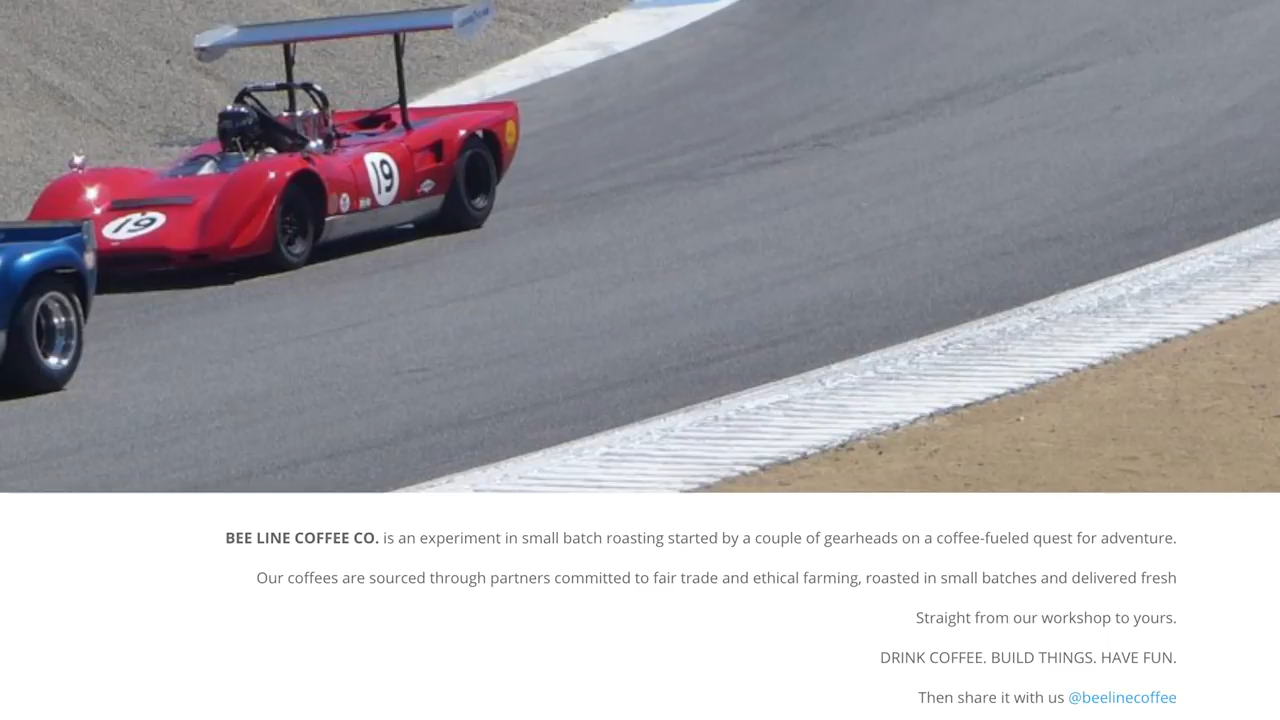 19
19
BEE LINE COFFEE CO. is an experiment in small batch roasting started by a couple of gearheads on a coffee-fueled quest for adventure.
Our coffees are sourced through partners committed to fair trade and ethical farming, roasted in small batches and delivered fresh
Straight from our workshop to yours.
DRINK COFFEE. BUILD THINGS. HAVE FUN.
Then share it with us @beelinecoffee